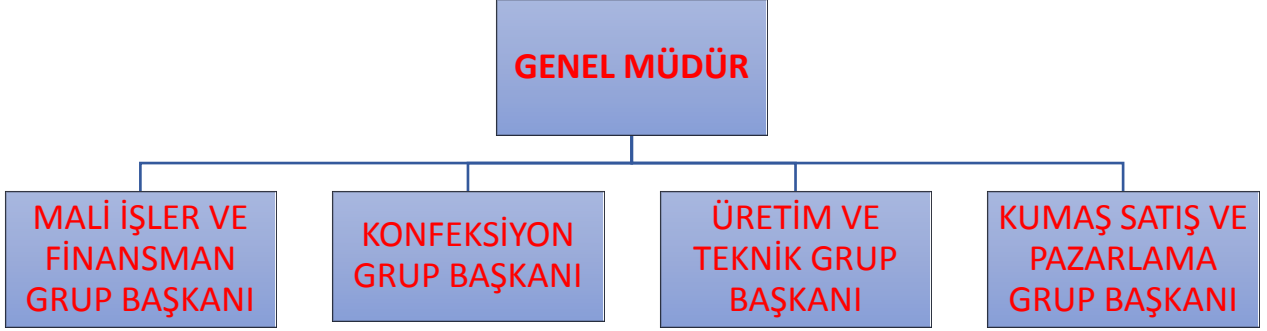 GENEL MÜDÜR
MALİ İŞLER VE
FİNANSMAN
GRUP BAŞKANI
KONFEKSİYON
GRUP BAŞKANI
ÜRETİM VE
TEKNİK GRUP
BAŞKANI
KUMAŞ SATIŞ VE
PAZARLAMA
GRUP BAŞKANI